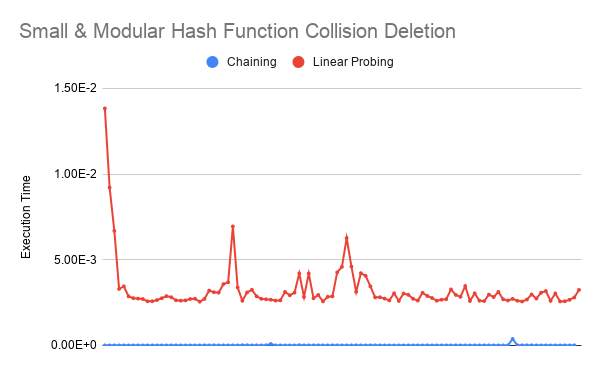 Small & Modular Hash Function Collision Deletion
Chaining Linear Probing
1.50E-2
1.00E-2
5.00E-3
0.00E+0
Execution Time